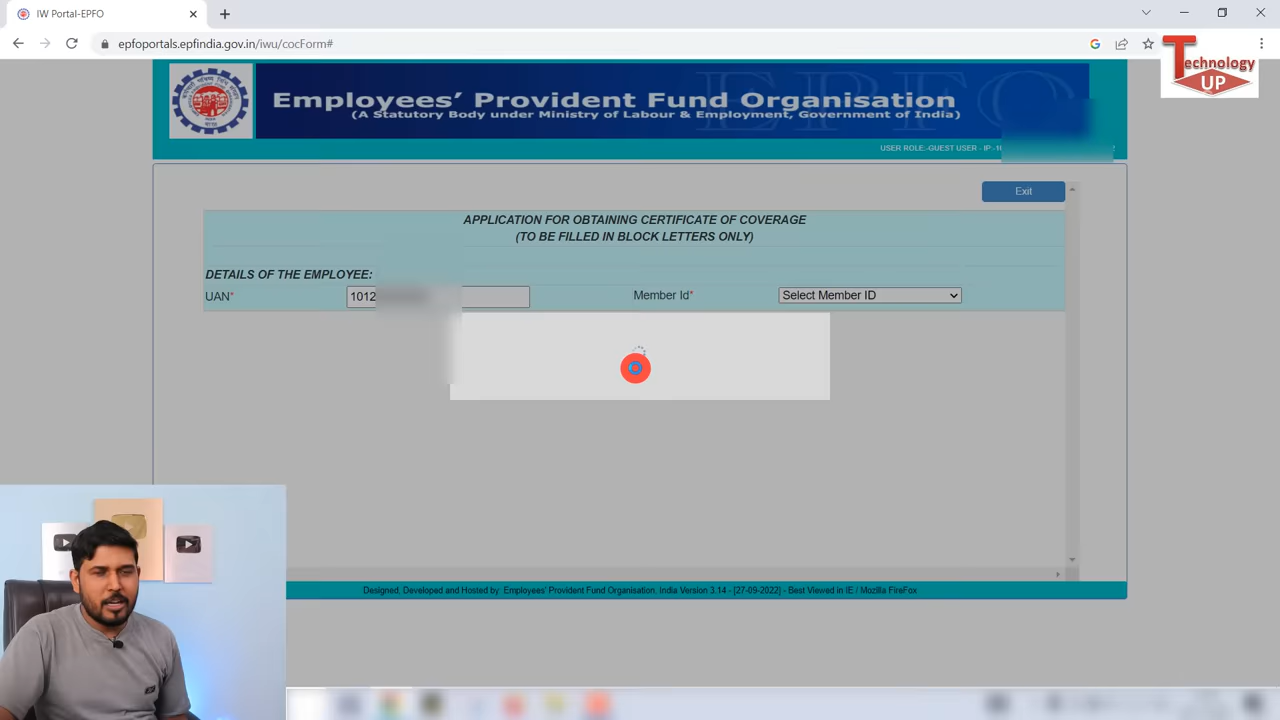 IW Portal-EPFO
epfoportals.epfindia.gov.in/iwu/cocForm#
Technology
UP
Employees' Provident Fund Organisation
(A Statutory Body under Ministry of Labour & Employment, Government of India)
USER ROLE:-GUEST USER - IP :-1
Exit
APPLICATION FOR OBTAINING CERTIFICATE OF COVERAGE
(TO BE FILLED IN BLOCK LETTERS ONLY)
DETAILS OF THE EMPLOYEE:
UAN* 1012 Member Id* Select Member ID
Designed, Developed and Hosted by: Employees' Provident Fund Organisation, India Version 3.14 - [27-09-2022] - Best Viewed in IE / Mozilla FireFox